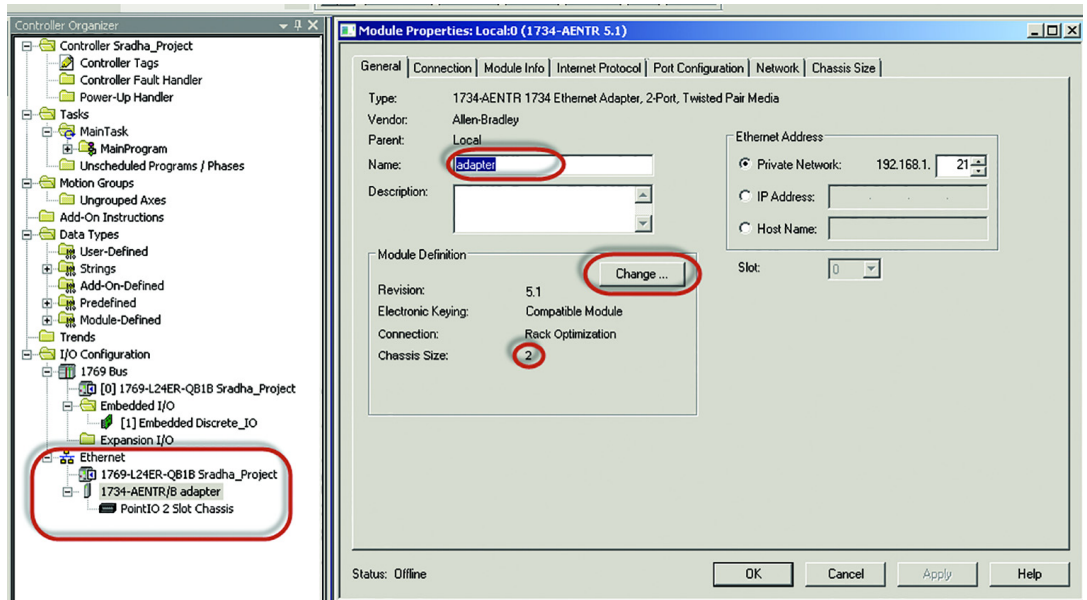 Controller Organizer
Controller Sradha_Project
Controller Tags
Controller Fault Handler
Power-Up Handler
Tasks
MainTask
MainProgram
Unscheduled Programs / Phases
Motion Groups
Ungrouped Axes
Add-On Instructions
Data Types
User-Defined
Strings
Add-On-Defined
Predefined
Module-Defined
Trends
I/O Configuration
1769 Bus
[0] 1769-L24ER-QB1B Sradha_Project
Embedded I/O
[1] Embedded Discrete_IO
Expansion I/O
Ethernet
1769-L24ER-QB1B Sradha_Project
1734-AENTR/B adapter
PointIO 2 Slot Chassis
Module Properties: Local:0 (1734-AENTR 5.1)
General Connection Module Info Internet Protocol Port Configuration Network Chassis Size
Type: 1734-AENTR 1734 Ethernet Adapter, 2-Port, Twisted Pair Media
Vendor: Allen-Bradley
Parent: Local
Name: adapter
Description:
Module Definition
Change ...
Revision: 5.1
Electronic Keying: Compatible Module
Connection: Rack Optimization
Chassis Size: 2
Ethernet Address
Private Network: 192.168.1. 21
IP Address: . . .
Host Name:
Slot: 0
Status: Offline
OK Cancel Apply Help